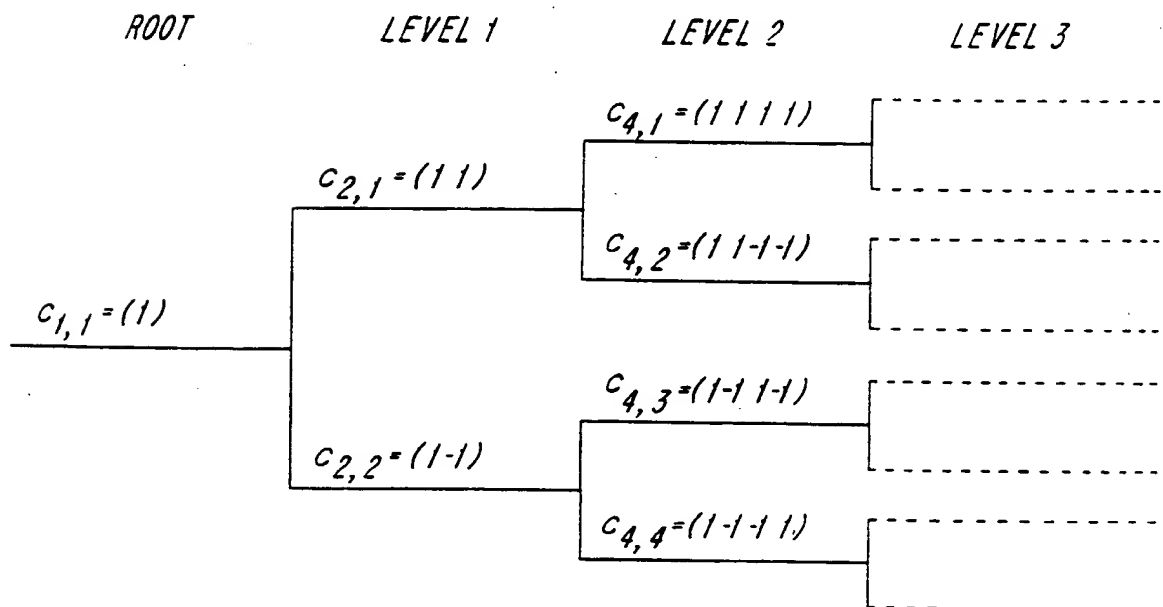 ROOT LEVEL 1 LEVEL 2 LEVEL 3
c4,1=(1 1 1 1)
c2,1=(1 1)
c4,2=(1 1-1-1)
c1,1=(1)
c4,3=(1-1 1-1)
c2,2=(1-1)
c4,4=(1-1-1 1)